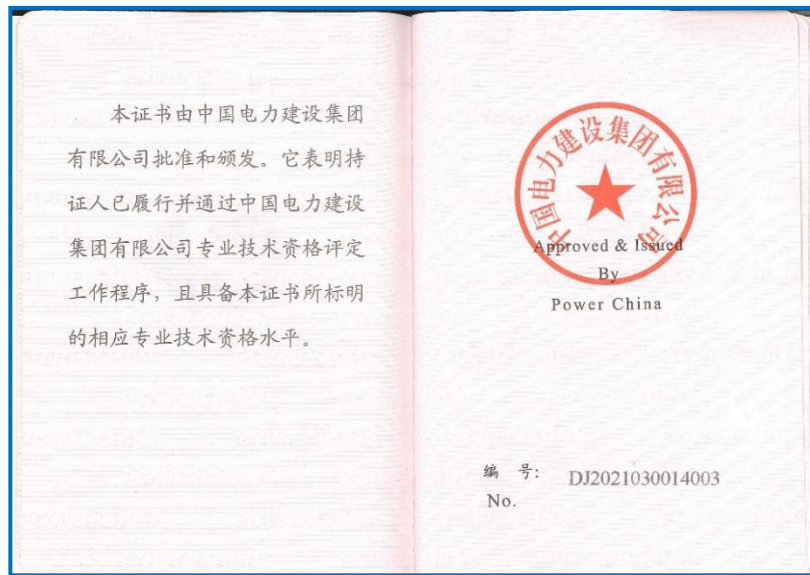 本证书由中国电力建设集团
有限公司批准和颁发。它表明持
证人已履行并通过中国电力建设
集团有限公司专业技术资格评定
工作程序，且具备本证书所标明
的相应专业技术资格水平。
中国电力建设集团有限公司
Approved & Issued
By
Power China
编 号： DJ2021030014003
No.